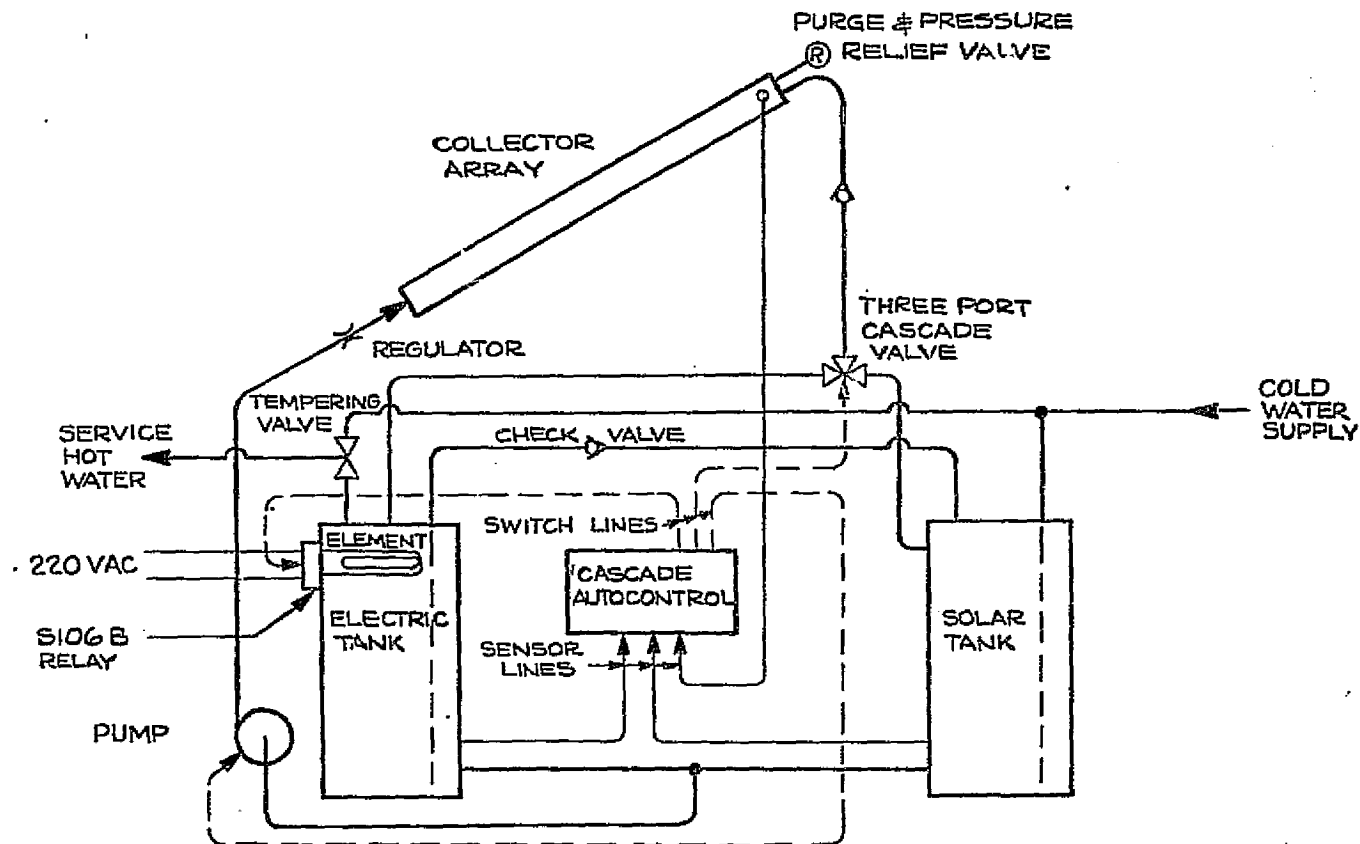 PURGE & PRESSURE
Ⓡ RELIEF VALVE
COLLECTOR
ARRAY
THREE PORT
CASCADE
VALVE
REGULATOR
COLD
WATER
SUPPLY
TEMPERING
VALVE
SERVICE
HOT
WATER
CHECK VALVE
SWITCH LINES
ELEMENT
220 VAC
CASCADE
AUTOCONTROL
ELECTRIC
TANK
SOLAR
TANK
S106 B
RELAY
SENSOR
LINES
PUMP